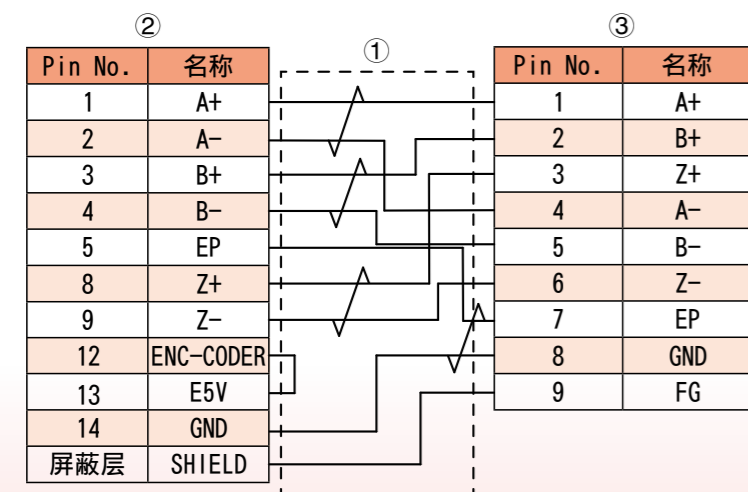 ②
Pin No. 名称
1 A+
2 A-
3 B+
4 B-
5 EP
8 Z+
9 Z-
12 ENC-CODER
13 E5V
14 GND
屏蔽层 SHIELD
①
③
Pin No. 名称
1 A+
2 B+
3 Z+
4 A-
5 B-
6 Z-
7 EP
8 GND
9 FG